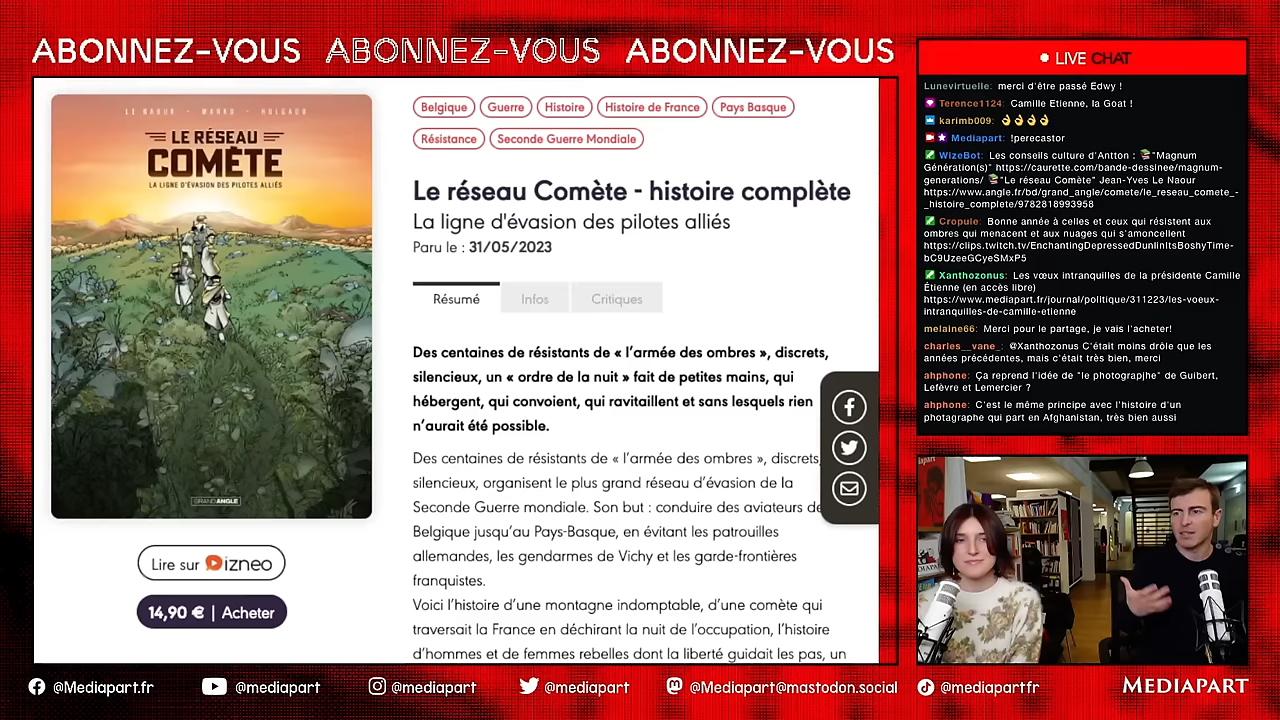 ABONNEZ-VOUS ABONNEZ-VOUS ABONNEZ-VOUS
LE NAOUR - MARKO - HOLGADO
LE RÉSEAU
COMÈTE
LA LIGNE D'ÉVASION DES PILOTES ALLIÉS
GRANDANGLE
Lire sur izneo
14,90 € | Acheter
Belgique Guerre Histoire Histoire de France Pays Basque
Résistance Seconde Guerre Mondiale
Le réseau Comète - histoire complète
La ligne d'évasion des pilotes alliés
Paru le : 31/05/2023
Résumé Infos Critiques
Des centaines de résistants de « l'armée des ombres », discrets,
silencieux, un « ordre de la nuit » fait de petites mains, qui
hébergent, qui convoient, qui ravitaillent et sans lesquels rien
n'aurait été possible.
Des centaines de résistants de « l'armée des ombres », discrets,
silencieux, organisent le plus grand réseau d'évasion de la
Seconde Guerre mondiale. Son but : conduire des aviateurs de
Belgique jusqu'au Pays-Basque, en évitant les patrouilles
allemandes, les gendarmes de Vichy et les garde-frontières
franquistes.
Voici l'histoire d'une montagne indomptable, d'une comète qui
traversait la France en déchirant la nuit de l'occupation, l'histoire
d'hommes et de femmes rebelles dont la liberté guidait les pas, un
LIVE CHAT
Lunevirtuelle: merci d'être passé Edwy !
Terence1124: Camille Etienne, la Goat !
karimb009: 👌👌👌👌
Mediapart: !perecastor
WizeBot: Les conseils culture d'Antton : 📚"Magnum
Génération(s)" https://caurette.com/bande-dessinee/magnum-
generations/ 📚"Le réseau Comète" Jean-Yves Le Naour
https://www.angle.fr/bd/grand_angle/comete/le_reseau_comete_-
_histoire_complete/9782818993958
Cropule: Bonne année à celles et ceux qui résistent aux
ombres qui menacent et aux nuages qui s'amoncellent
https://clips.twitch.tv/EnchantingDepressedDunlinItsBoshyTime-
bC9UzeeGCyeSMxP5
Xanthozonus: Les vœux intranquilles de la présidente Camille
Étienne (en accès libre)
https://www.mediapart.fr/journal/politique/311223/les-voeux-
intranquilles-de-camille-etienne
melaine66: Merci pour le partage, je vais l'acheter!
charles__vane_: @Xanthozonus C'était moins drôle que les
années précédentes, mais c'était très bien, merci
ahphone: Ça reprend l'idée de "le photograpjhe" de Guibert,
Lefèvre et Lemercier ?
ahphone: C'est le même principe avec l'histoire d'un
photagraphe qui part en Afghanistan, très bien aussi
@Mediapart.fr @mediapart @mediapart @mediapart @Mediapart@mastodon.social @mediapartfr MEDIAPART